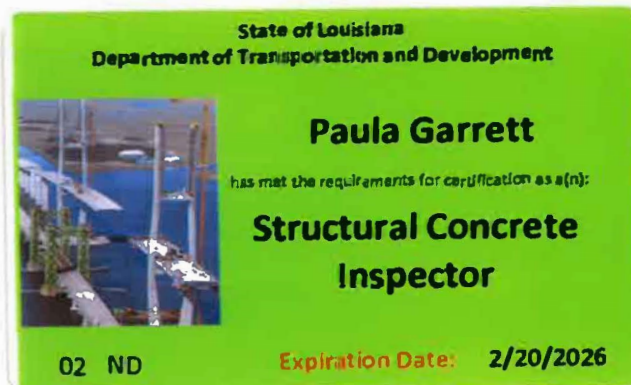 State of Louisiana
Department of Transportation and Development
Paula Garrett
has met the requirements for certification as a(n):
Structural Concrete
Inspector
02 ND
Expiration Date: 2/20/2026